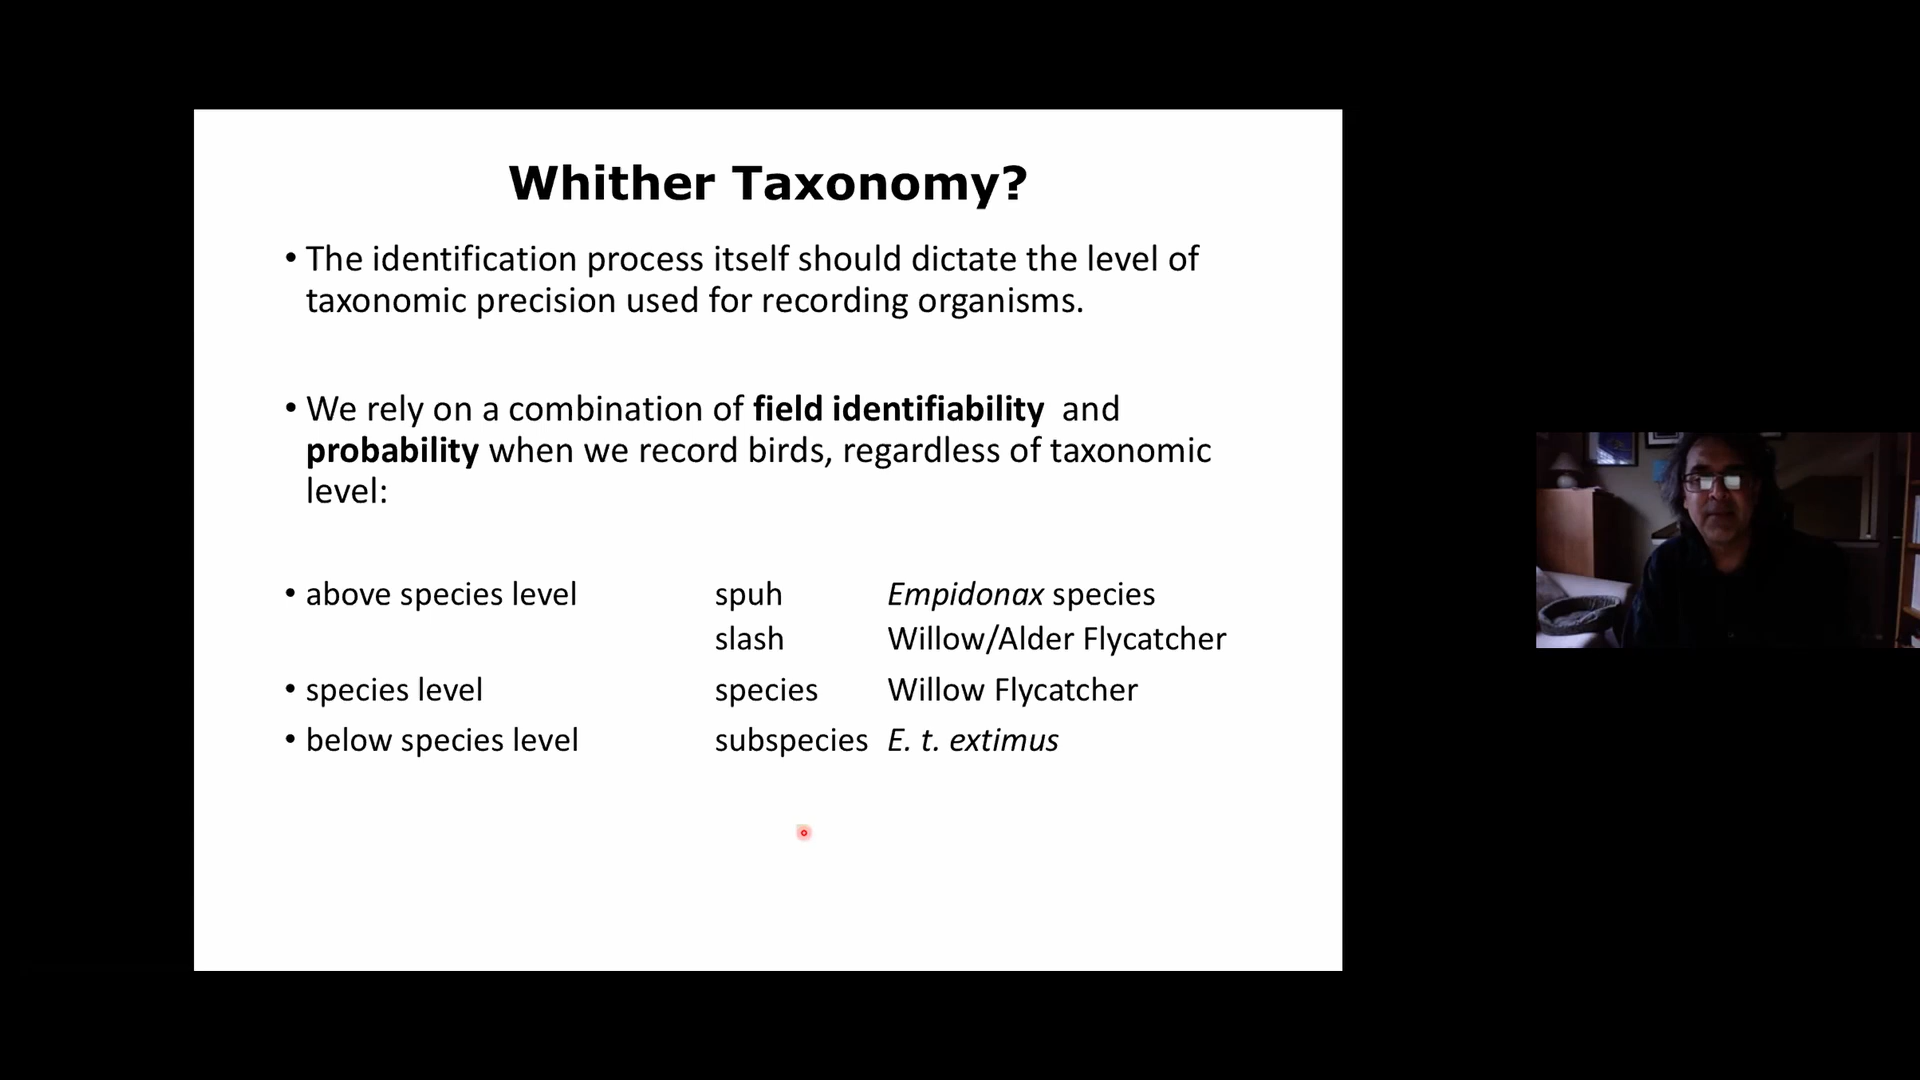 Whither Taxonomy?
• The identification process itself should dictate the level of
taxonomic precision used for recording organisms.
• We rely on a combination of field identifiability and
probability when we record birds, regardless of taxonomic
level:
• above species level spuh Empidonax species
slash Willow/Alder Flycatcher
• species level species Willow Flycatcher
• below species level subspecies E. t. extimus